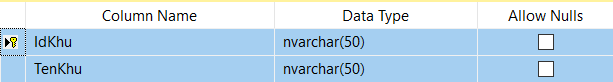 Column Name Data Type Allow Nulls
IdKhu nvarchar(50)
TenKhu nvarchar(50)